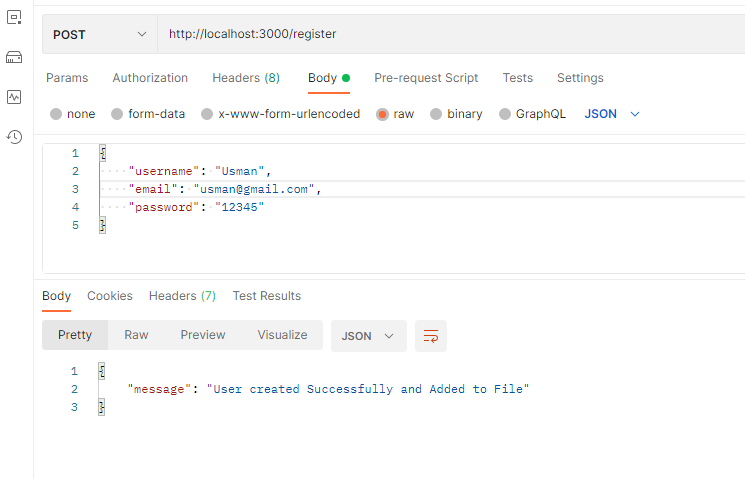 POST http://localhost:3000/register
Params Authorization Headers (8) Body Pre-request Script Tests Settings
none form-data x-www-form-urlencoded raw binary GraphQL JSON
1 {
2 "username": "Usman",
3 "email": "usman@gmail.com",
4 "password": "12345"
5 }
Body Cookies Headers (7) Test Results
Pretty Raw Preview Visualize JSON
1 {
2 "message": "User created Successfully and Added to File"
3 }